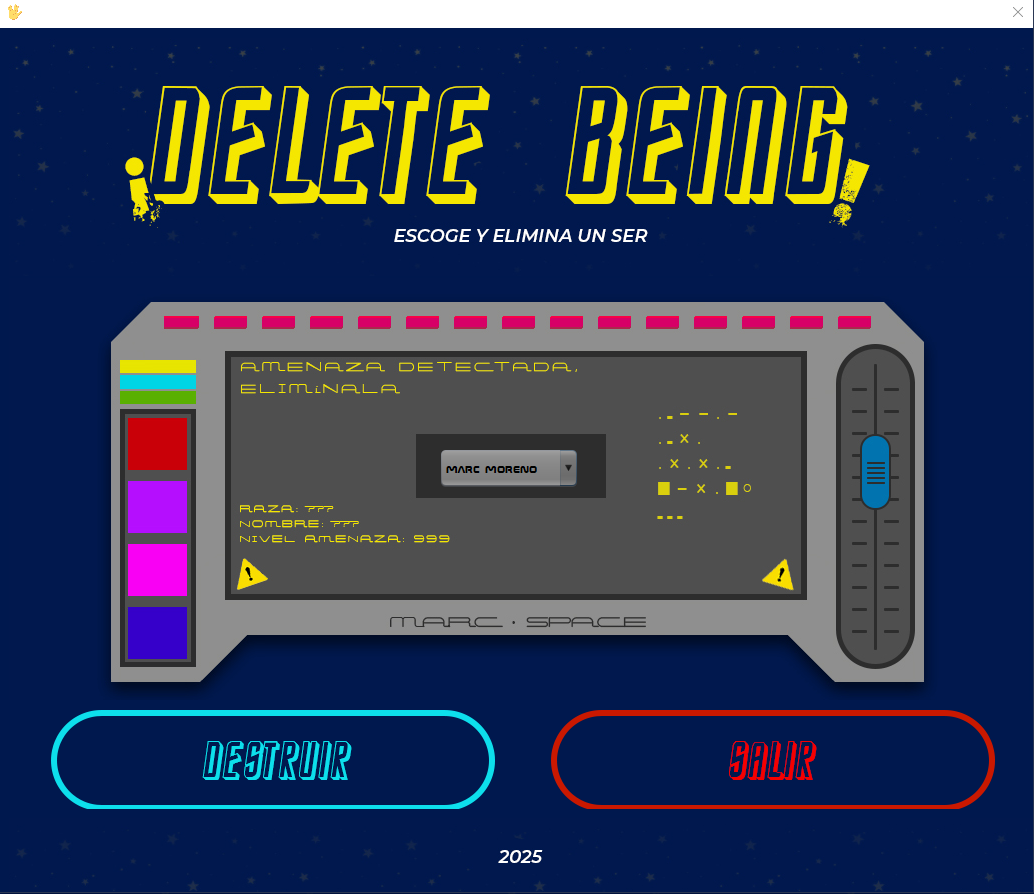 ¡DELETE BEING!
ESCOGE Y ELIMINA UN SER
AMENAZA DETECTADA,
ELIMíNALA
MARC MORENO
RAZA: ???
NOMBRE: ???
NIVEL AMENAZA: 999
MARC · SPACE
DESTRUIR
SALIR
2025